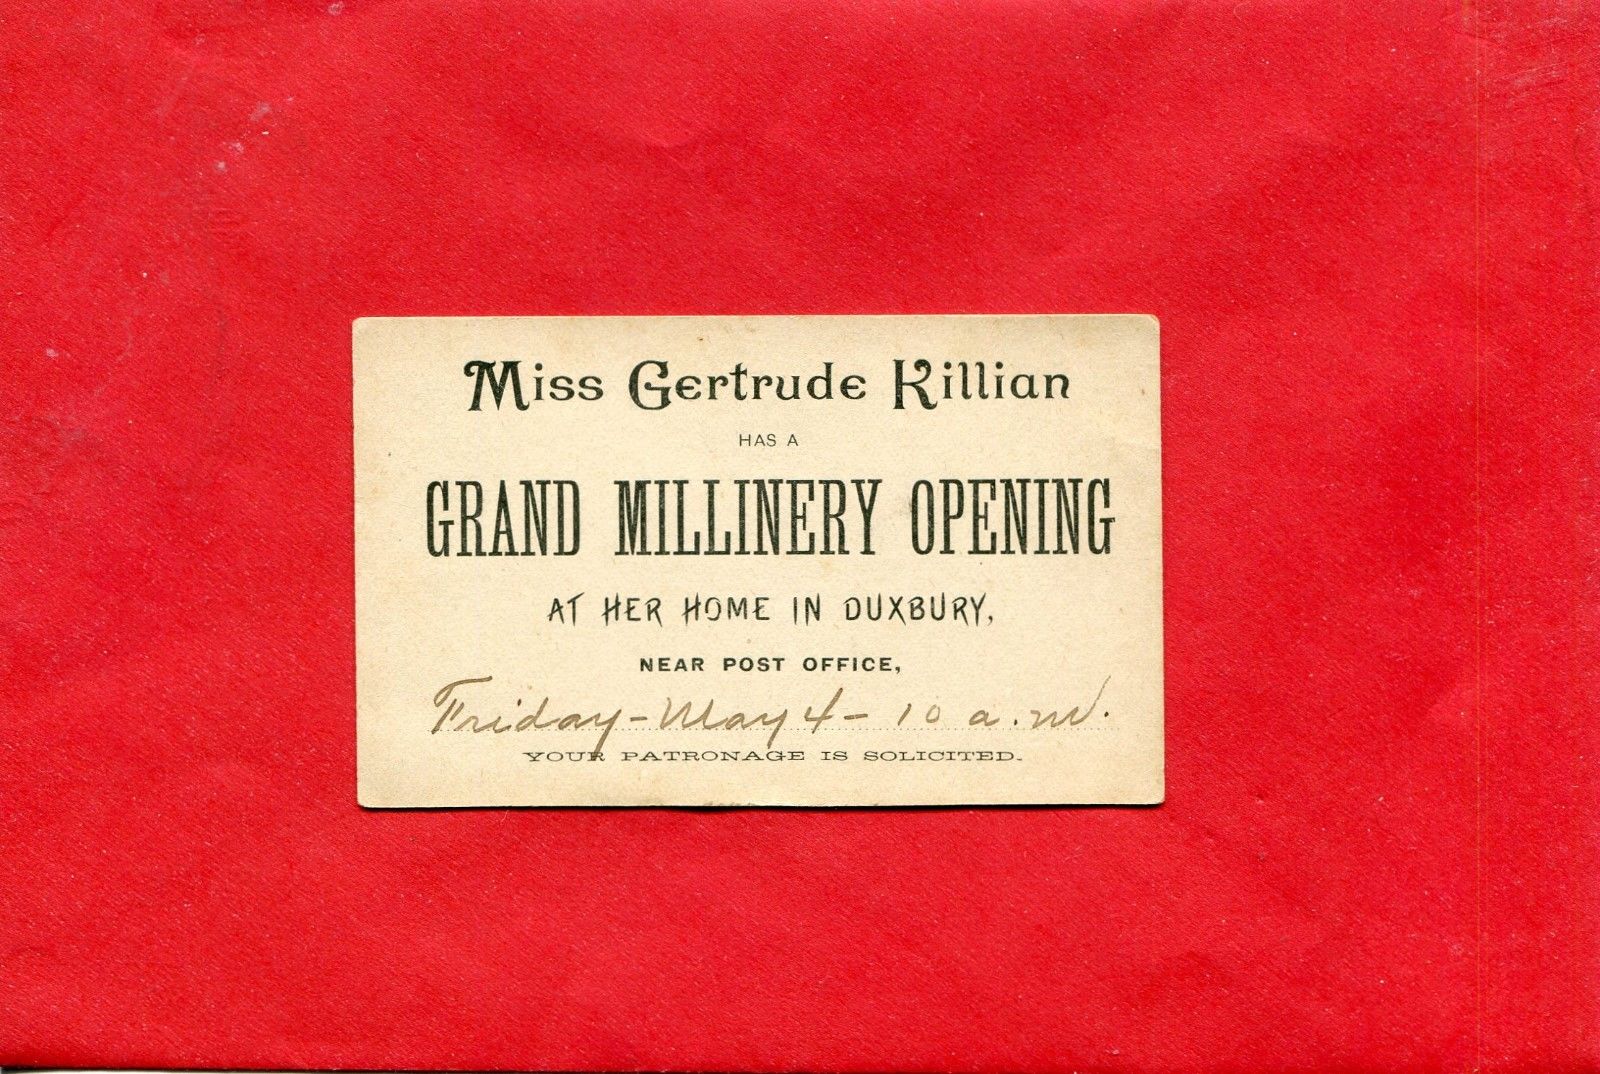 Miss Gertrude Killian
HAS A
GRAND MILLINERY OPENING
AT HER HOME IN DUXBURY,
NEAR POST OFFICE,
Friday - May 4 - 10 a.m.
YOUR PATRONAGE IS SOLICITED.